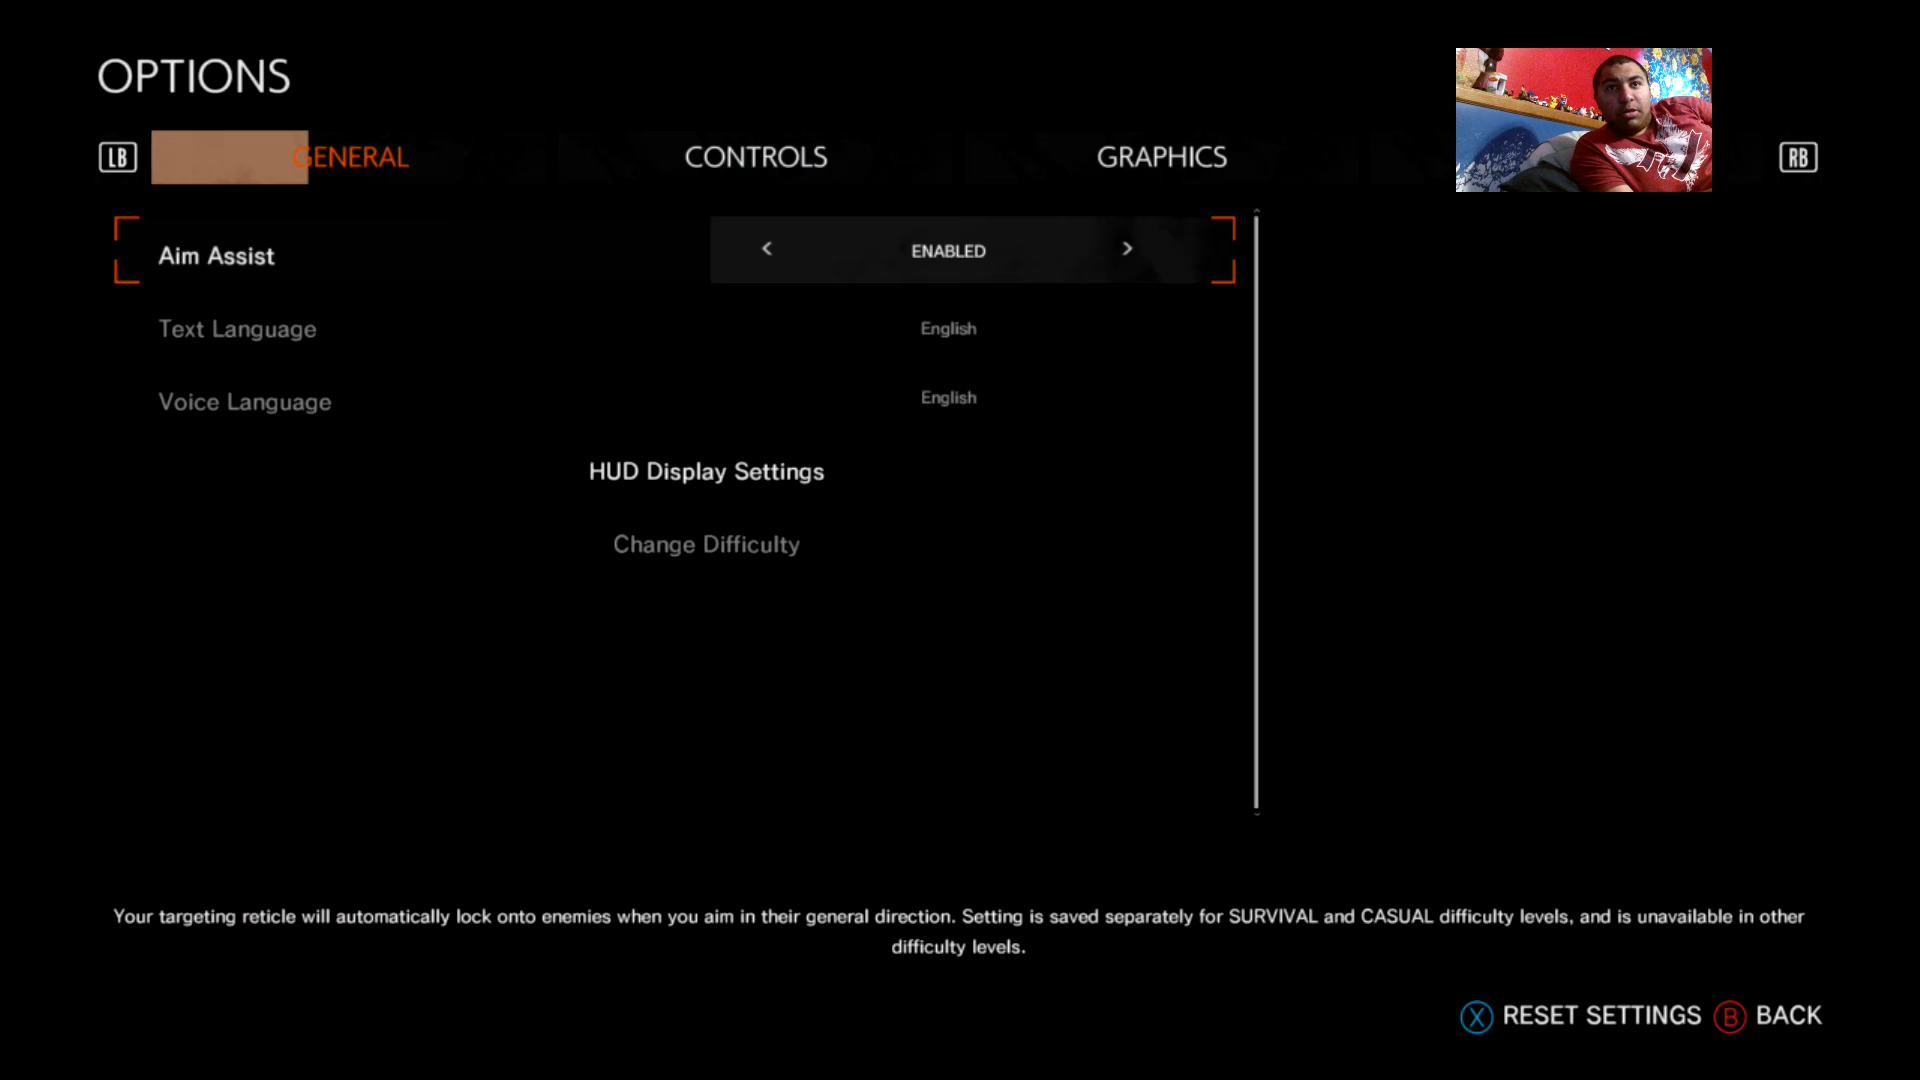 OPTIONS
LB GENERAL CONTROLS GRAPHICS RB
Aim Assist < ENABLED >
Text Language English
Voice Language English
HUD Display Settings
Change Difficulty
Your targeting reticle will automatically lock onto enemies when you aim in their general direction. Setting is saved separately for SURVIVAL and CASUAL difficulty levels, and is unavailable in other
difficulty levels.
X RESET SETTINGS B BACK